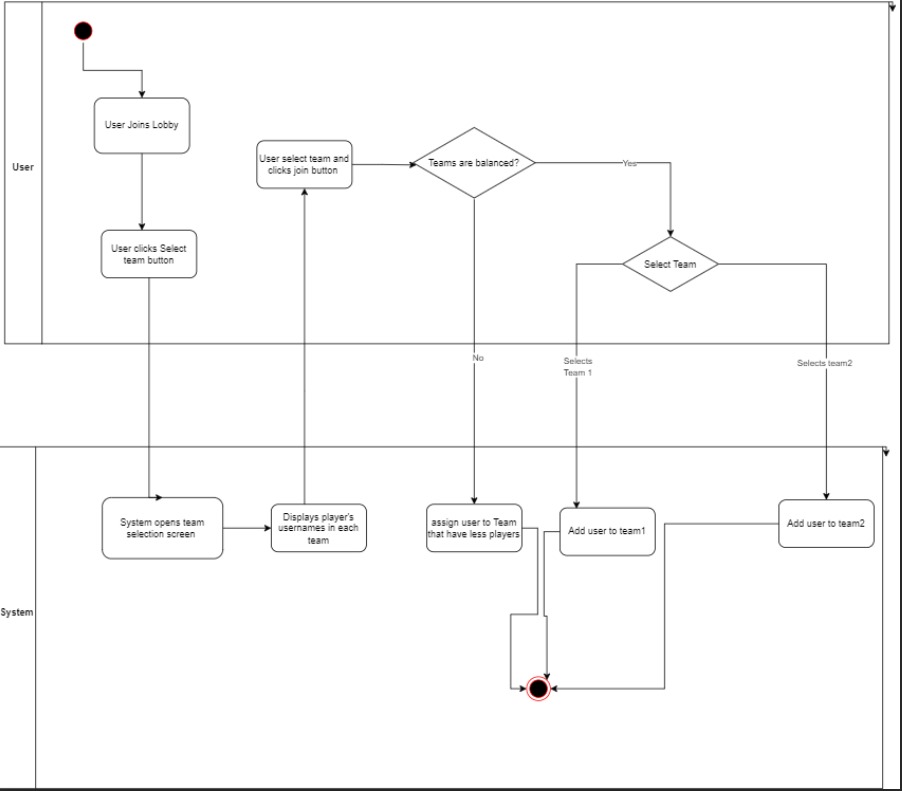 User
User Joins Lobby
User clicks Select
team button
User select team and
clicks join button
Teams are balanced?
Yes
Select Team
No
Selects
Team 1
Selects team2
System
System opens team
selection screen
Displays player's
usernames in each
team
assign user to Team
that have less players
Add user to team1
Add user to team2